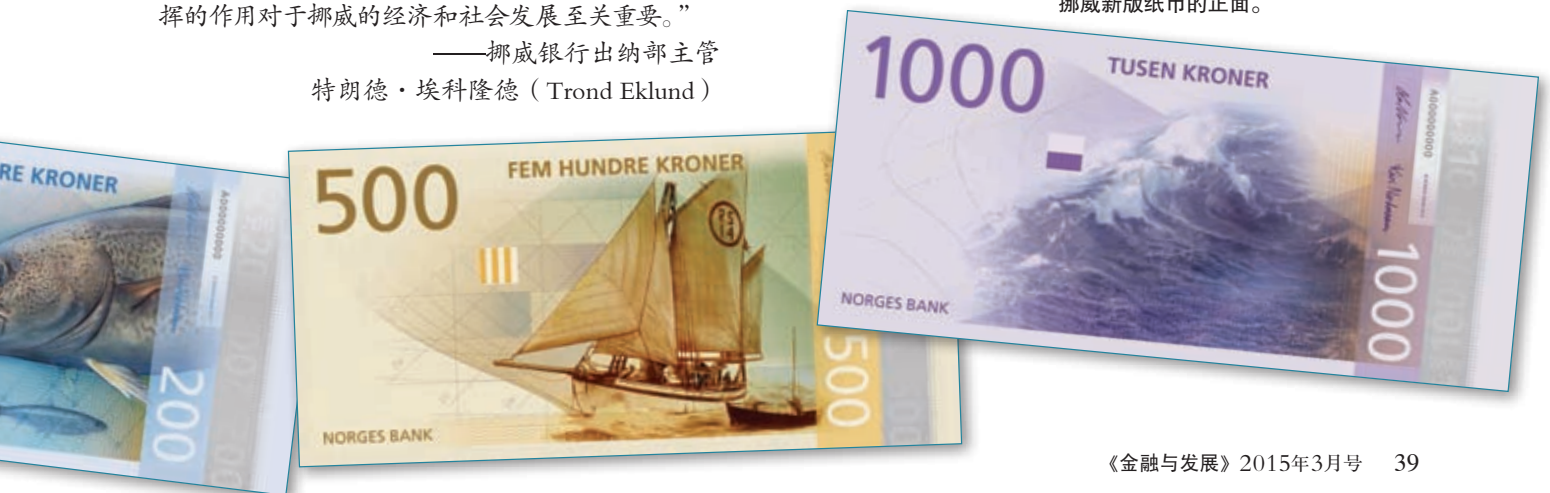 挥的作用对于挪威的经济和社会发展至关重要。”
——挪威银行出纳部主管
特朗德·埃科隆德（Trond Eklund）
挪威新版纸币的正面。
RE KRONER
A000000000
200
500
FEM HUNDRE KRONER
NORGES BANK
500
1000
TUSEN KRONER
A000000000
NORGES BANK
1000
《金融与发展》2015年3月号 39